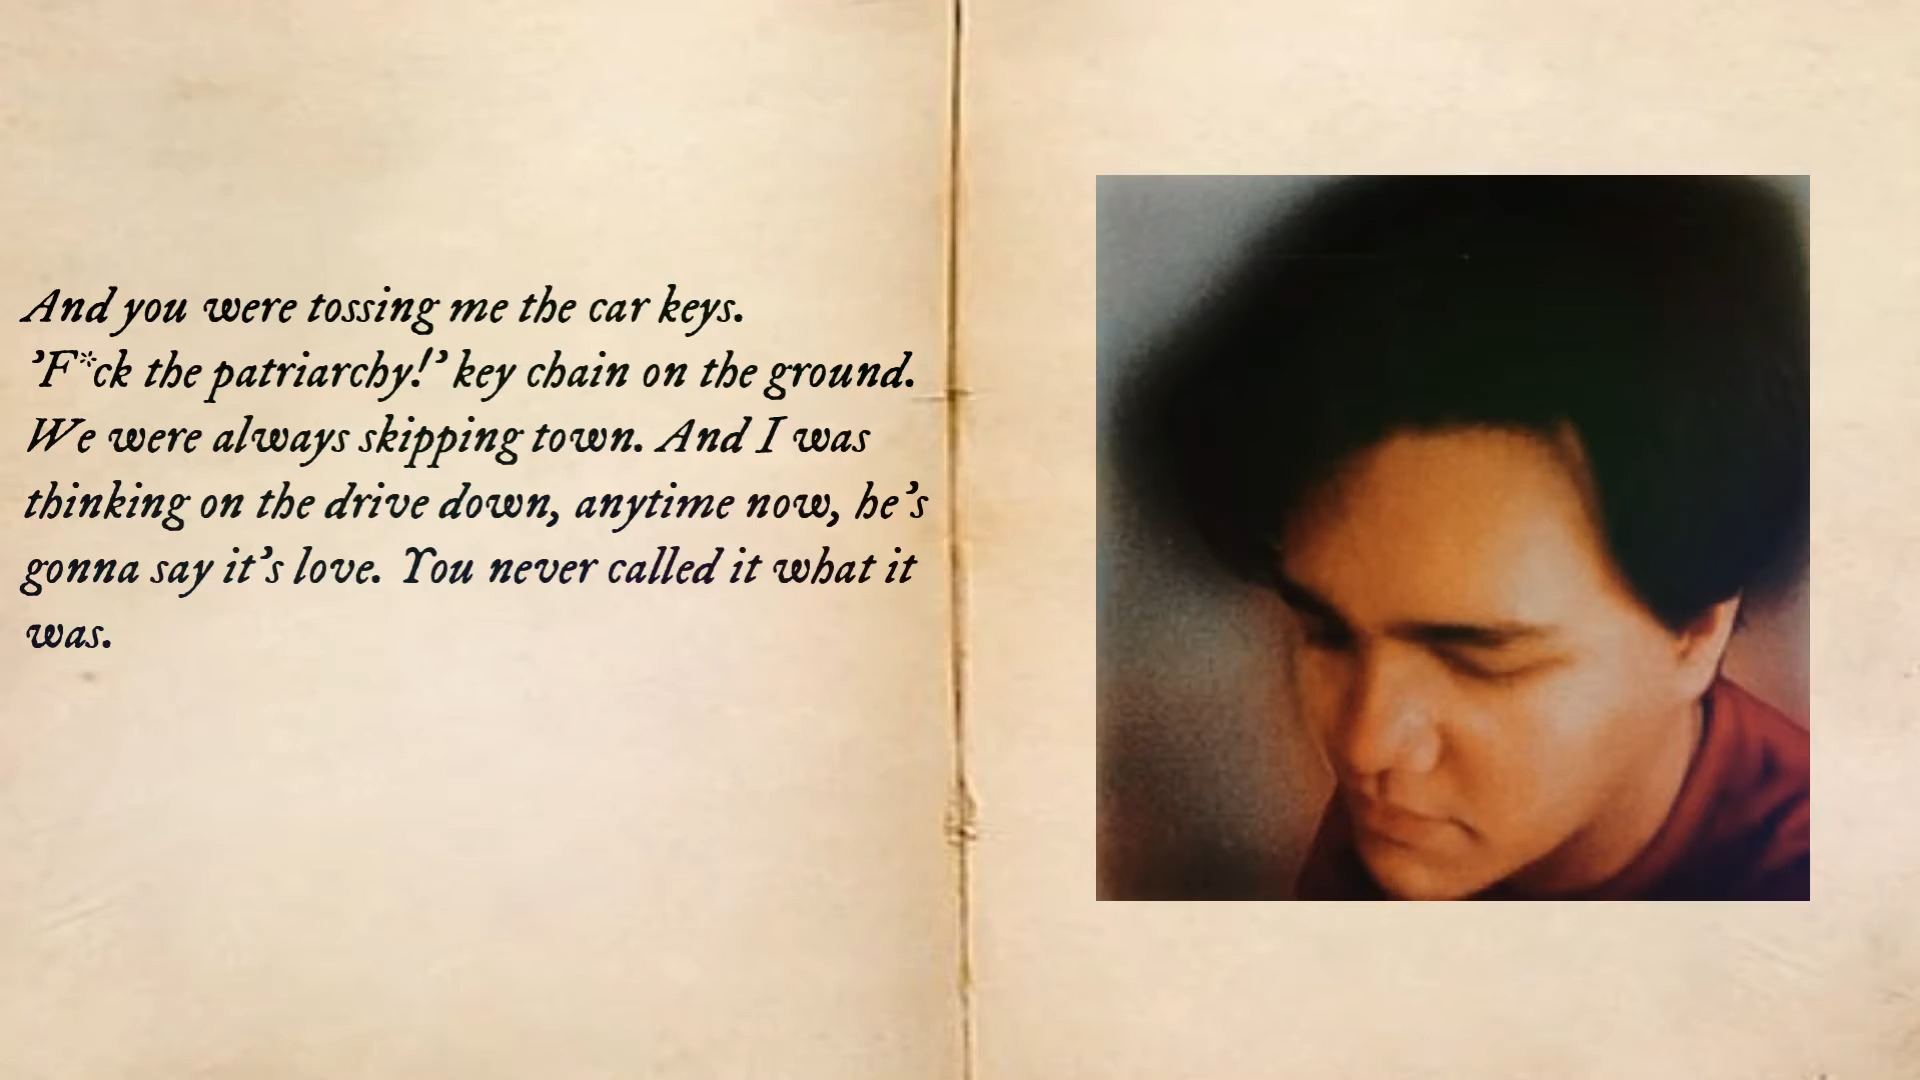 And you were tossing me the car keys.
'F*ck the patriarchy!' key chain on the ground.
We were always skipping town. And I was
thinking on the drive down, anytime now, he's
gonna say it's love. You never called it what it
was.